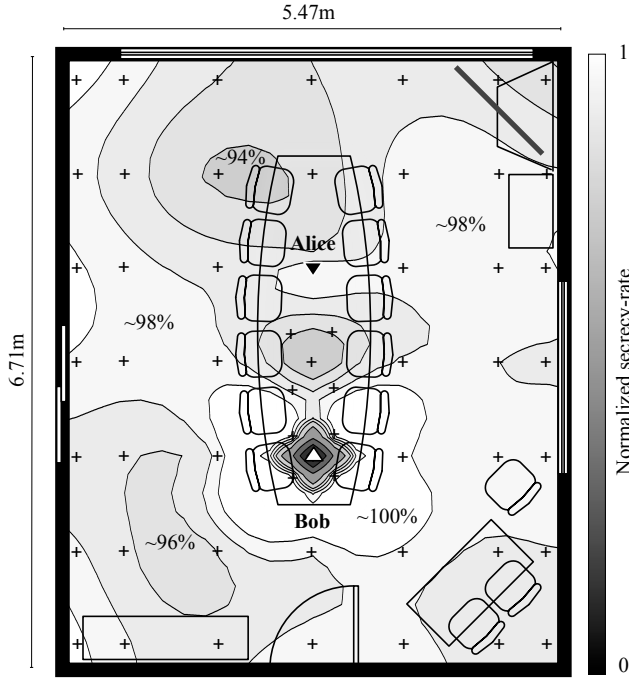 5.47m
1
~94%
~98%
Alice
~98%
6.71m
Normalized secrecy-rate
Bob
~100%
~96%
0